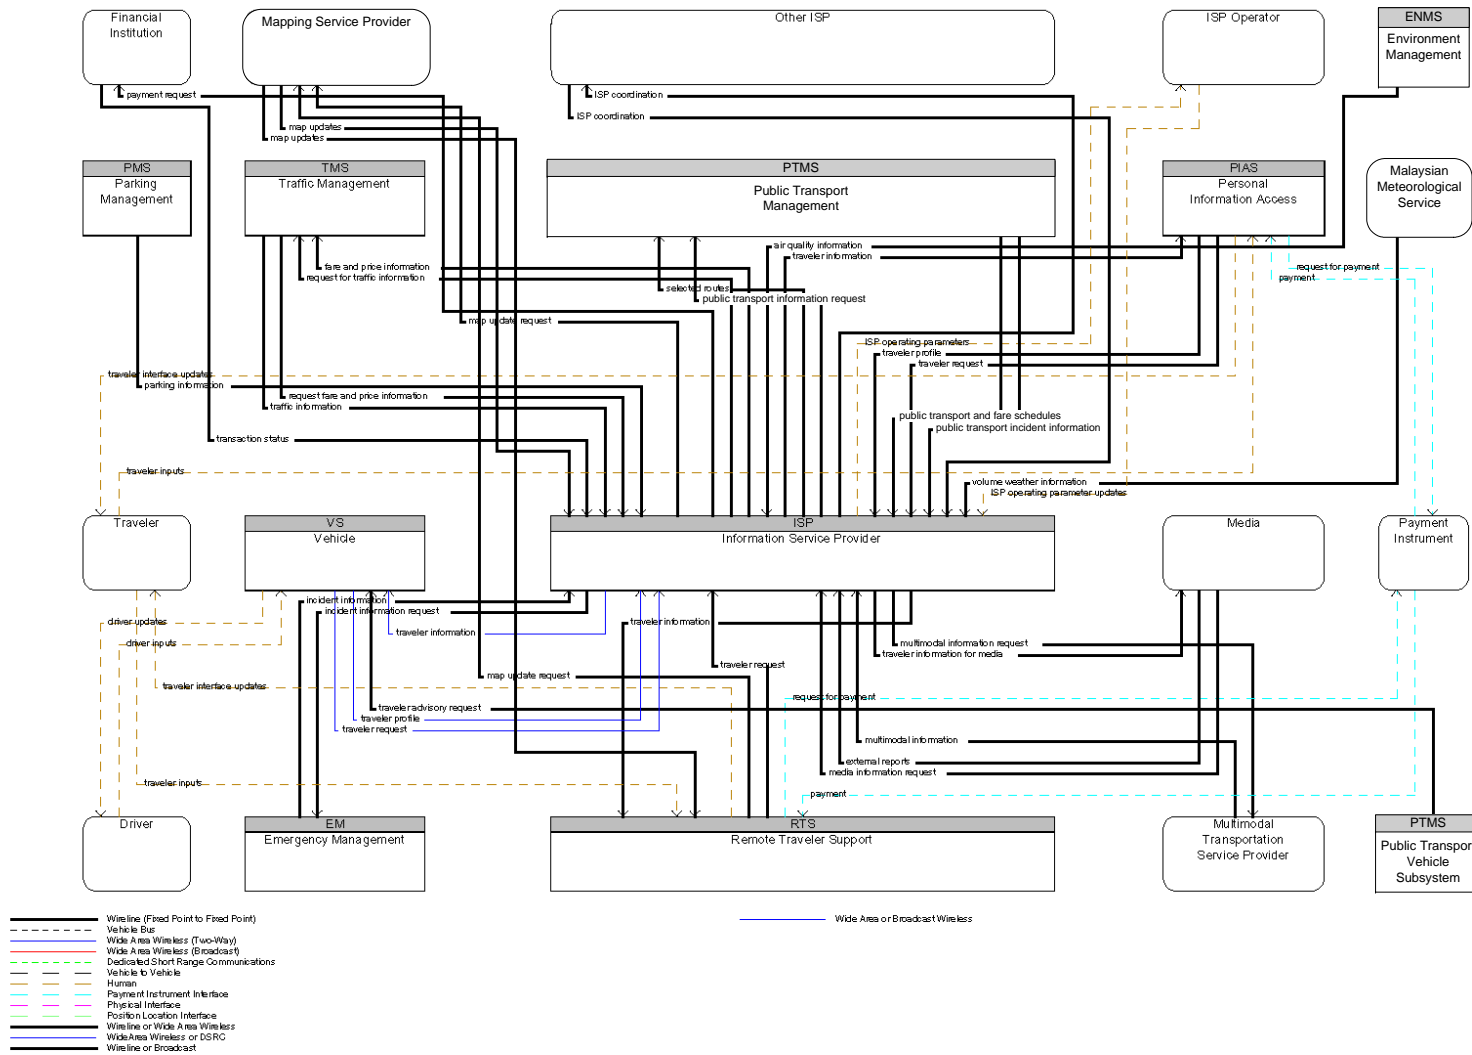 Financial
Institution
Mapping Service Provider
Other ISP
ISP Operator
ENMS
Environment
Management
payment request
ISP coordination
ISP coordination
map updates
map updates
PMS
Parking
Management
TMS
Traffic Management
PTMS
Public Transport
Management
PIAS
Personal
Information Access
Malaysian
Meteorological
Service
air quality information
traveler information
fare and price information
request for traffic information
request for payment
payment
selected routes
public transport information request
map update request
ISP operating parameters
traveler profile
traveler request
traveler interface updates
parking information
request fare and price information
traffic information
public transport and fare schedules
public transport incident information
transaction status
traveler inputs
volume weather information
ISP operating parameter updates
Traveler
VS
Vehicle
ISP
Information Service Provider
Media
Payment
Instrument
incident information
incident information request
driver updates
traveler information
traveler information
driver inputs
multimodal information request
traveler information for media
traveler request
map update request
traveler interface updates
request for payment
traveler advisory request
traveler profile
traveler request
multimodal information
external reports
media information request
traveler inputs
payment
Driver
EM
Emergency Management
RTS
Remote Traveler Support
Multimodal
Transportation
Service Provider
PTMS
Public Transpor
Vehicle
Subsystem
Wireline (Fixed Point to Fixed Point)
Vehicle Bus
Wide Area Wireless (Two-Way)
Wide Area Wireless (Broadcast)
Dedicated Short Range Communications
Vehicle to Vehicle
Human
Payment Instrument Interface
Physical Interface
Position Location Interface
Wireline or Wide Area Wireless
WideArea Wireless or DSRC
Wireline or Broadcast
Wide Area or Broadcast Wireless